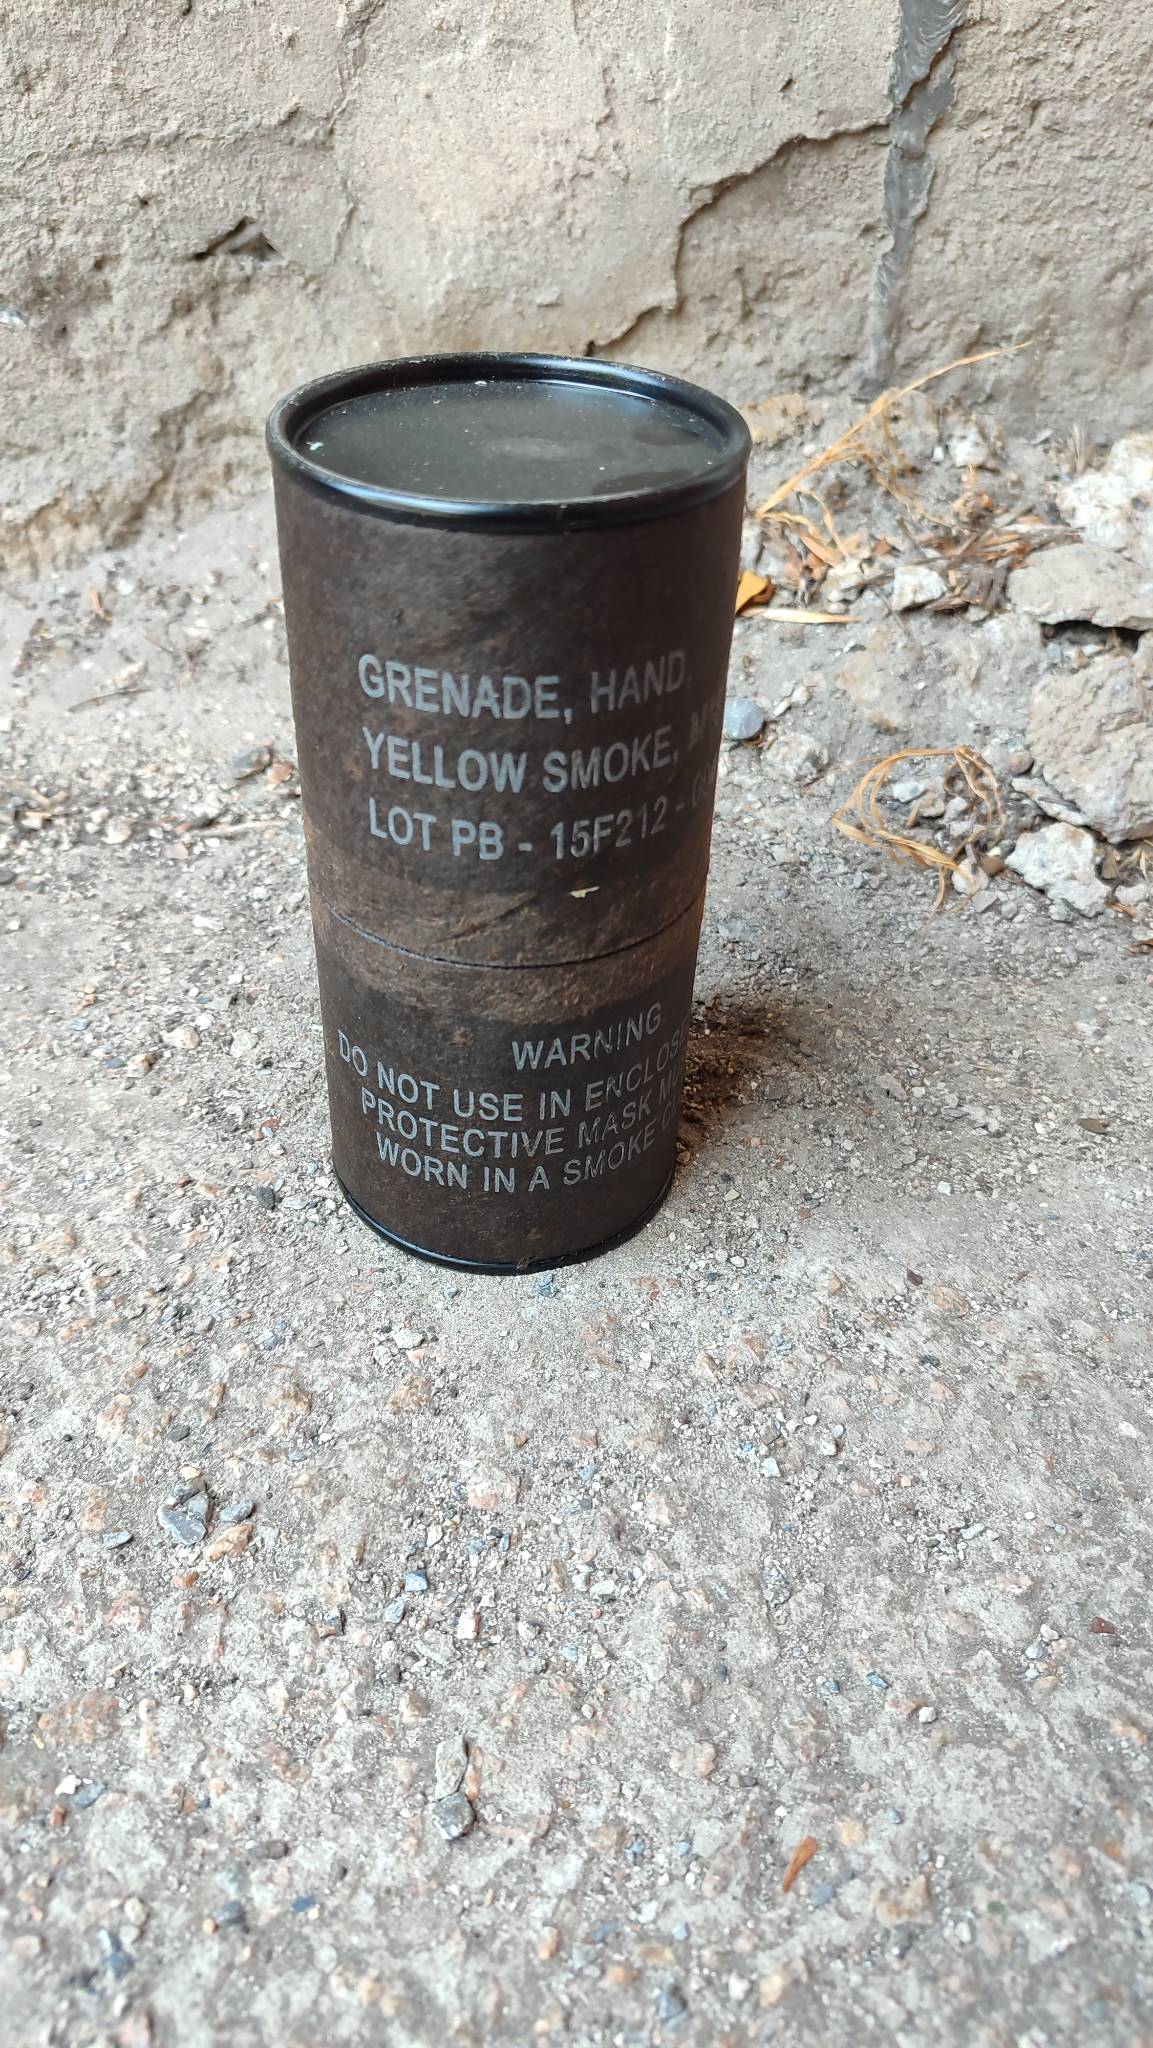 GRENADE, HAND,
YELLOW SMOKE,
LOT PB - 15F212 -
WARNING
DO NOT USE IN
PROTECTIVE MASK
WORN IN A SMOKE